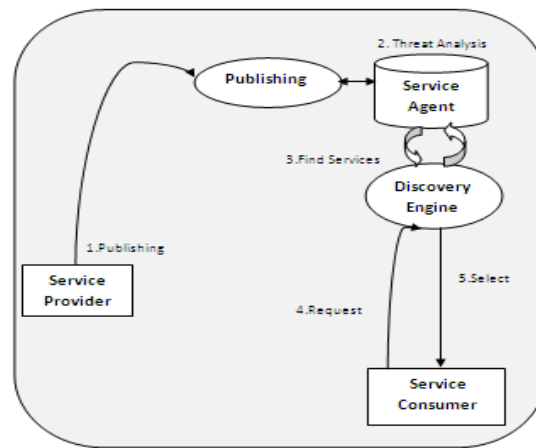 2. Threat Analysis
Publishing
Service
Agent
3.Find Services
Discovery
Engine
1.Publishing
Service
Provider
5.Select
4.Request
Service
Consumer